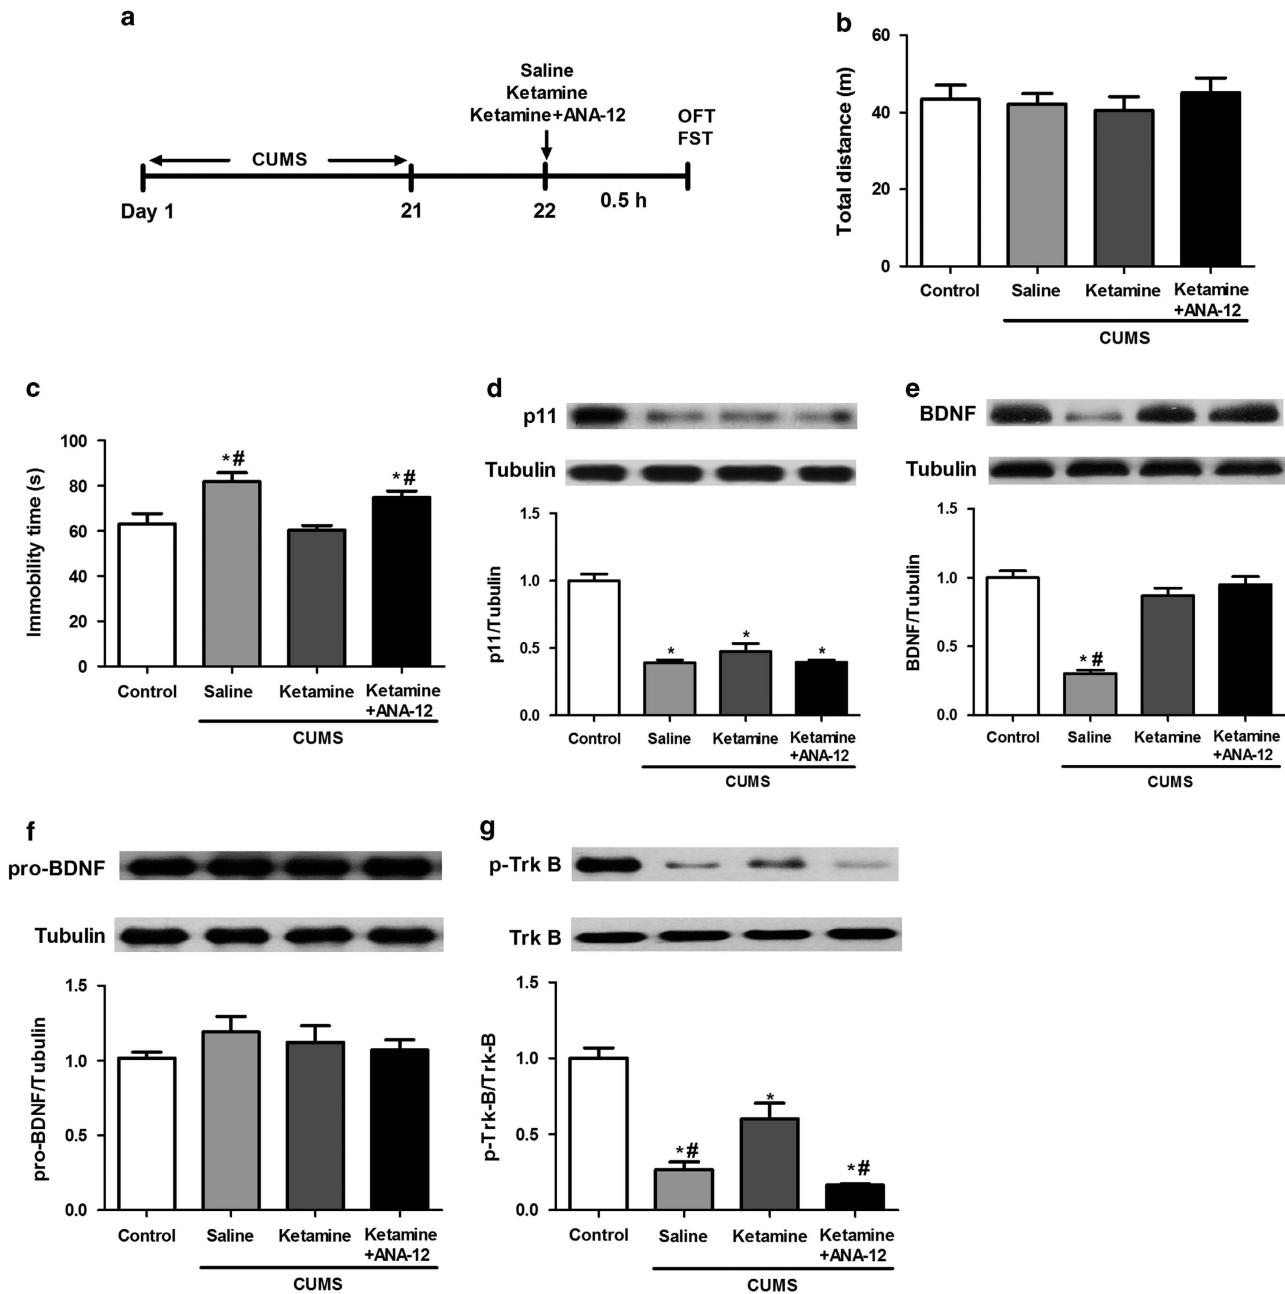 a
Saline
Ketamine
Ketamine+ANA-12
OFT
FST
CUMS
Day 1
21
22
0.5 h
b
Total distance (m)
60
40
20
0
Control
Saline
Ketamine
Ketamine
+ANA-12
CUMS
c
Immobility time (s)
100
80
60
40
20
0
*#
*#
Control
Saline
Ketamine
Ketamine
+ANA-12
CUMS
d
p11
Tubulin
p11/Tubulin
1.5
1.0
0.5
0.0
*
*
*
Control
Saline
Ketamine
Ketamine
+ANA-12
CUMS
e
BDNF
Tubulin
BDNF/Tubulin
1.5
1.0
0.5
0.0
*#
Control
Saline
Ketamine
Ketamine
+ANA-12
CUMS
f
pro-BDNF
Tubulin
pro-BDNF/Tubulin
1.5
1.0
0.5
0.0
Control
Saline
Ketamine
Ketamine
+ANA-12
CUMS
g
p-Trk B
Trk B
p-Trk-B/Trk-B
1.5
1.0
0.5
0.0
*#
*
*#
Control
Saline
Ketamine
Ketamine
+ANA-12
CUMS